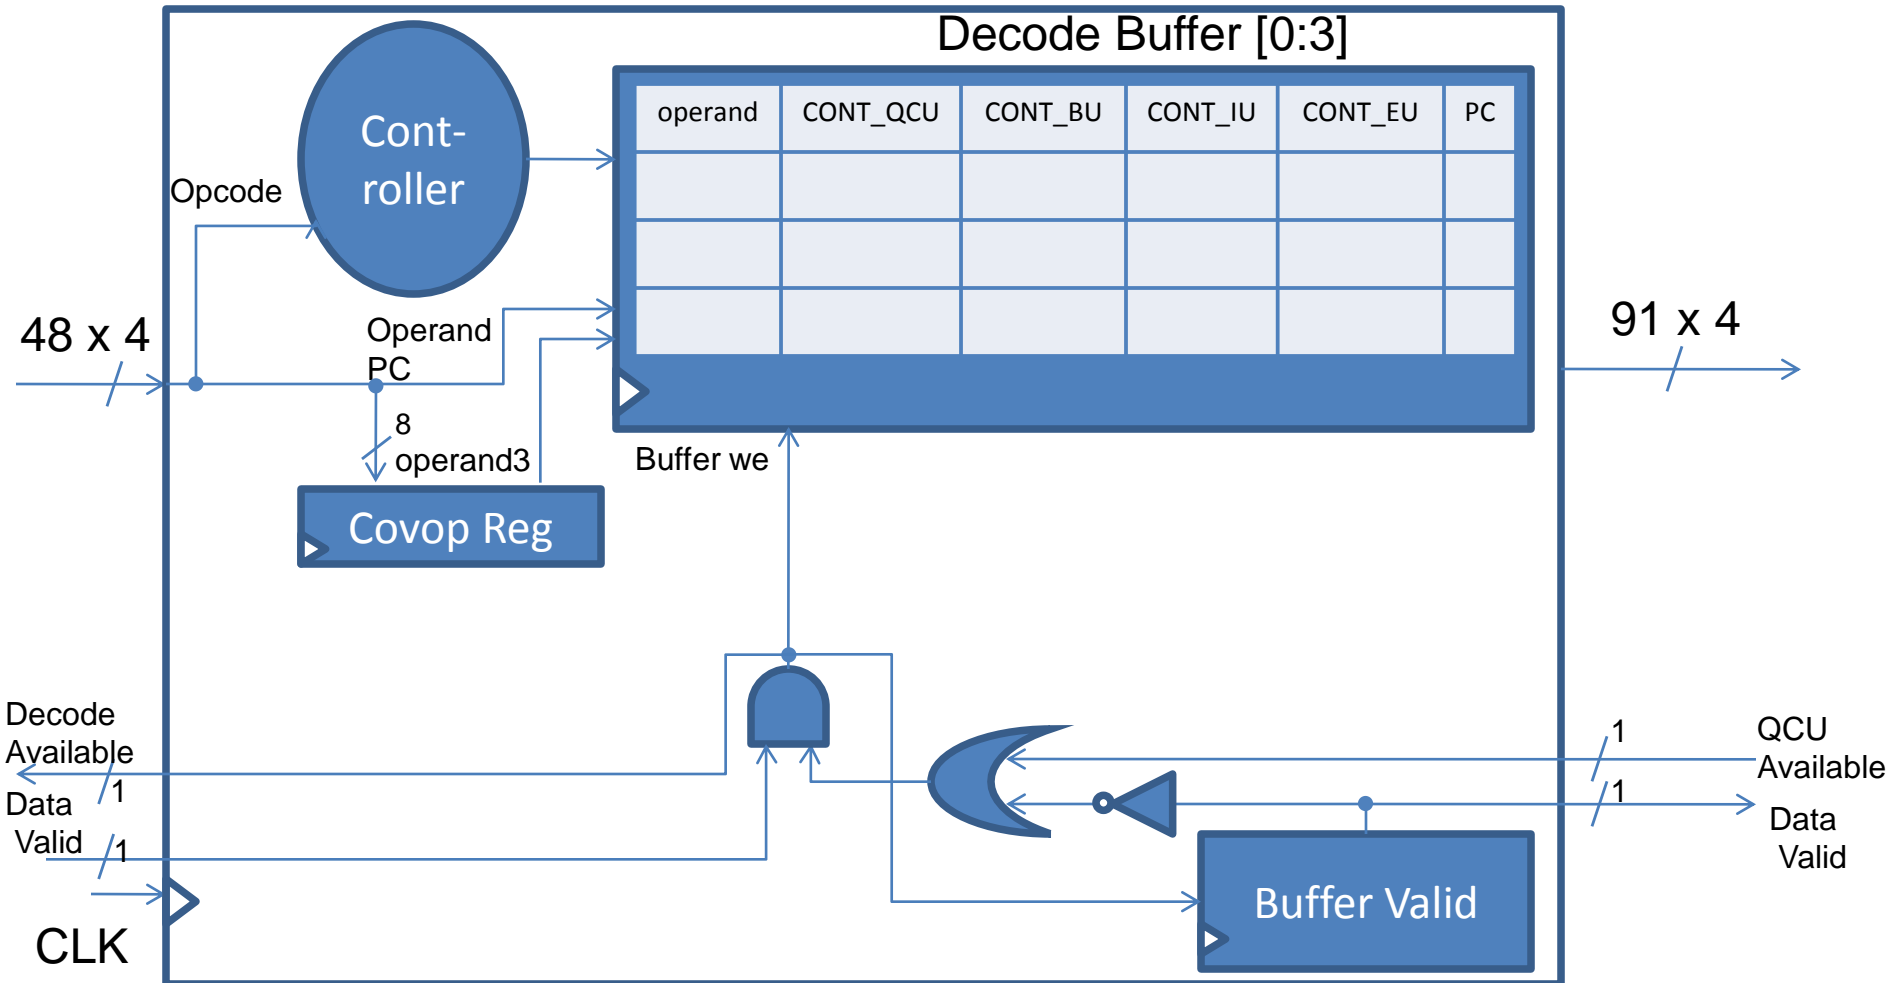 Decode Buffer [0:3]
Cont-
roller
operand
CONT_QCU
CONT_BU
CONT_IU
CONT_EU
PC
Opcode
48 x 4
Operand
PC
91 x 4
8
operand3
Buffer we
Covop Reg
Decode
Available
1
Data
Valid
1
CLK
1
QCU
Available
1
Data
Valid
Buffer Valid